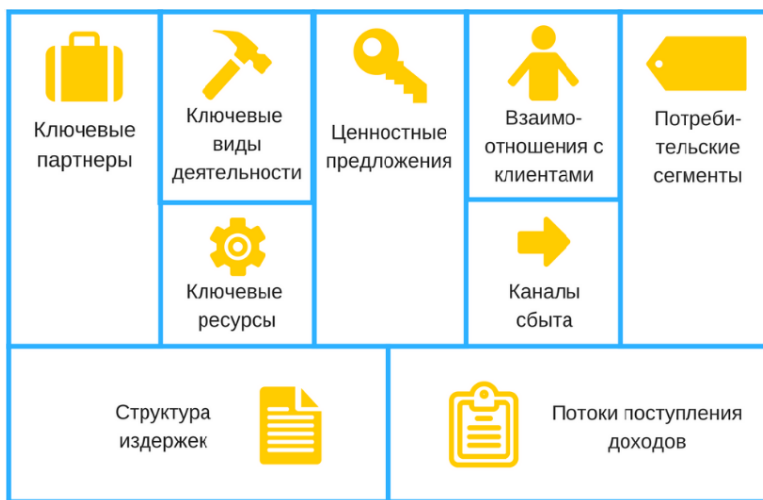 Ключевые
партнеры
Ключевые
виды
деятельности
Ключевые
ресурсы
Ценностные
предложения
Взаимо-
отношения с
клиентами
Каналы
сбыта
Потреби-
тельские
сегменты
Структура
издержек
Потоки поступления
доходов